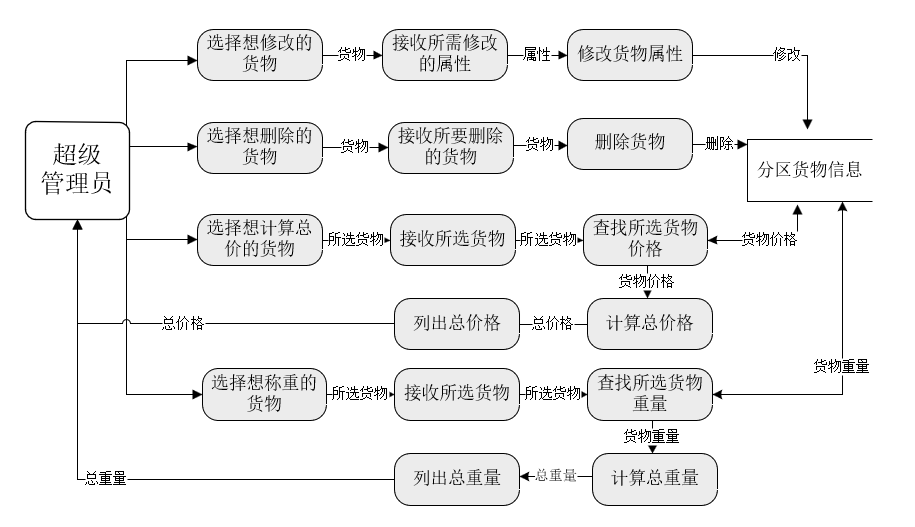 选择想修改的
货物
货物
接收所需修改
的属性
属性
修改货物属性
修改
超级
管理员
选择想删除的
货物
货物
接收所要删除
的货物
货物
删除货物
删除
分区货物信息
选择想计算总
价的货物
所选货物
接收所选货物
所选货物
查找所选货物
价格
货物价格
货物价格
总价格
列出总价格
总价格
计算总价格
货物重量
选择想称重的
货物
所选货物
接收所选货物
所选货物
查找所选货物
重量
货物重量
总重量
列出总重量
总重量
计算总重量